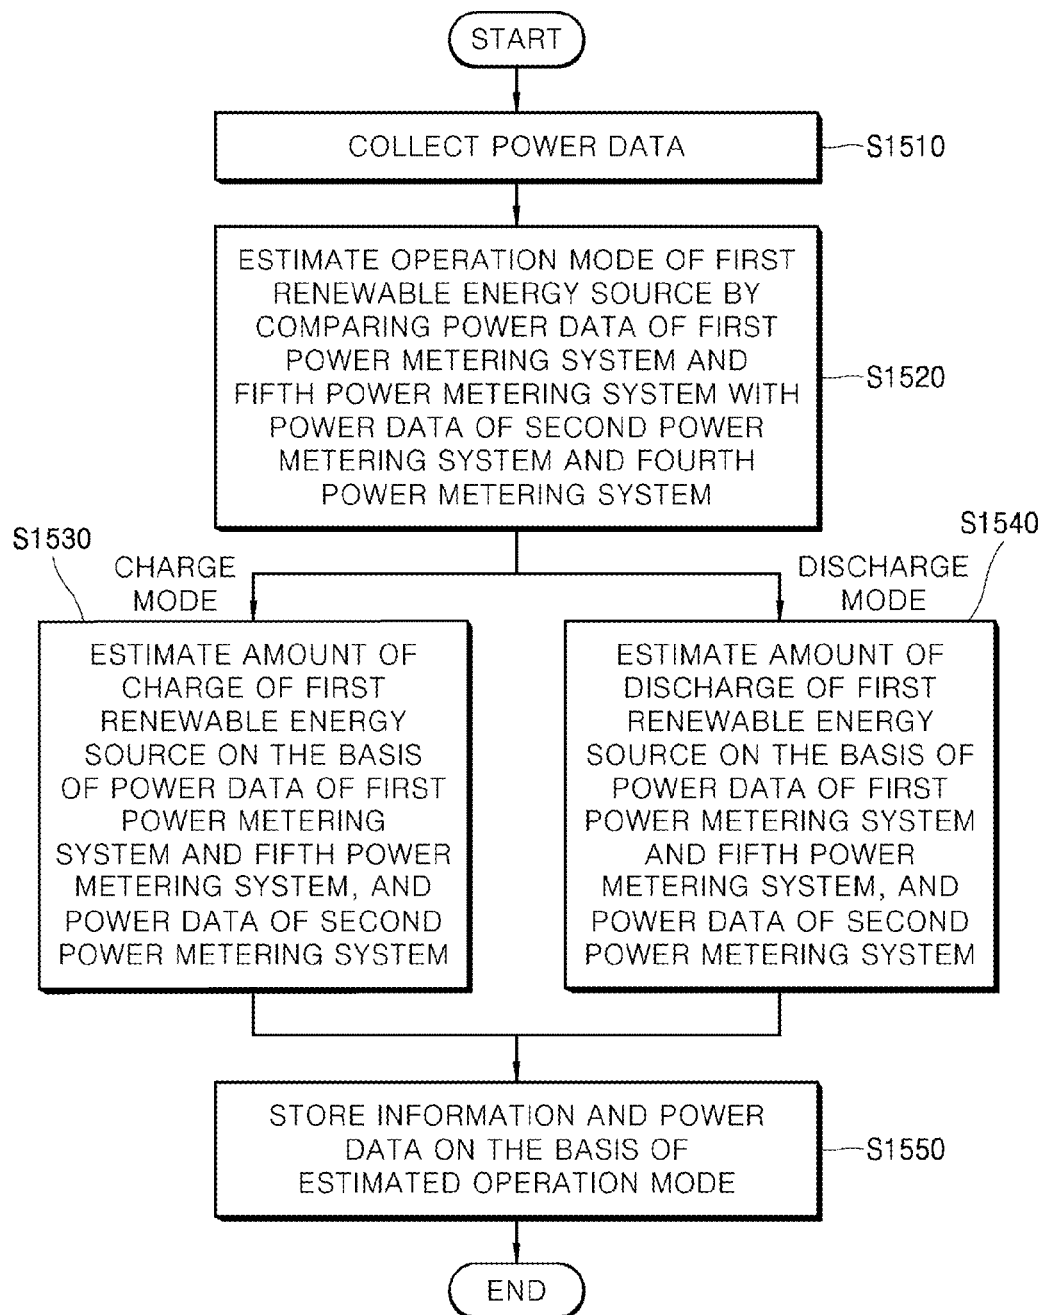 START
COLLECT POWER DATA
S1510
ESTIMATE OPERATION MODE OF FIRST
RENEWABLE ENERGY SOURCE BY
COMPARING POWER DATA OF FIRST
POWER METERING SYSTEM AND
FIFTH POWER METERING SYSTEM WITH
POWER DATA OF SECOND POWER
METERING SYSTEM AND FOURTH
POWER METERING SYSTEM
S1520
S1530
CHARGE
MODE
ESTIMATE AMOUNT OF
CHARGE OF FIRST
RENEWABLE ENERGY
SOURCE ON THE BASIS
OF POWER DATA OF FIRST
POWER METERING
SYSTEM AND FIFTH POWER
METERING SYSTEM, AND
POWER DATA OF SECOND
POWER METERING SYSTEM
S1540
DISCHARGE
MODE
ESTIMATE AMOUNT OF
DISCHARGE OF FIRST
RENEWABLE ENERGY
SOURCE ON THE BASIS OF
POWER DATA OF FIRST
POWER METERING SYSTEM
AND FIFTH POWER
METERING SYSTEM, AND
POWER DATA OF SECOND
POWER METERING SYSTEM
STORE INFORMATION AND POWER
DATA ON THE BASIS OF
ESTIMATED OPERATION MODE
S1550
END